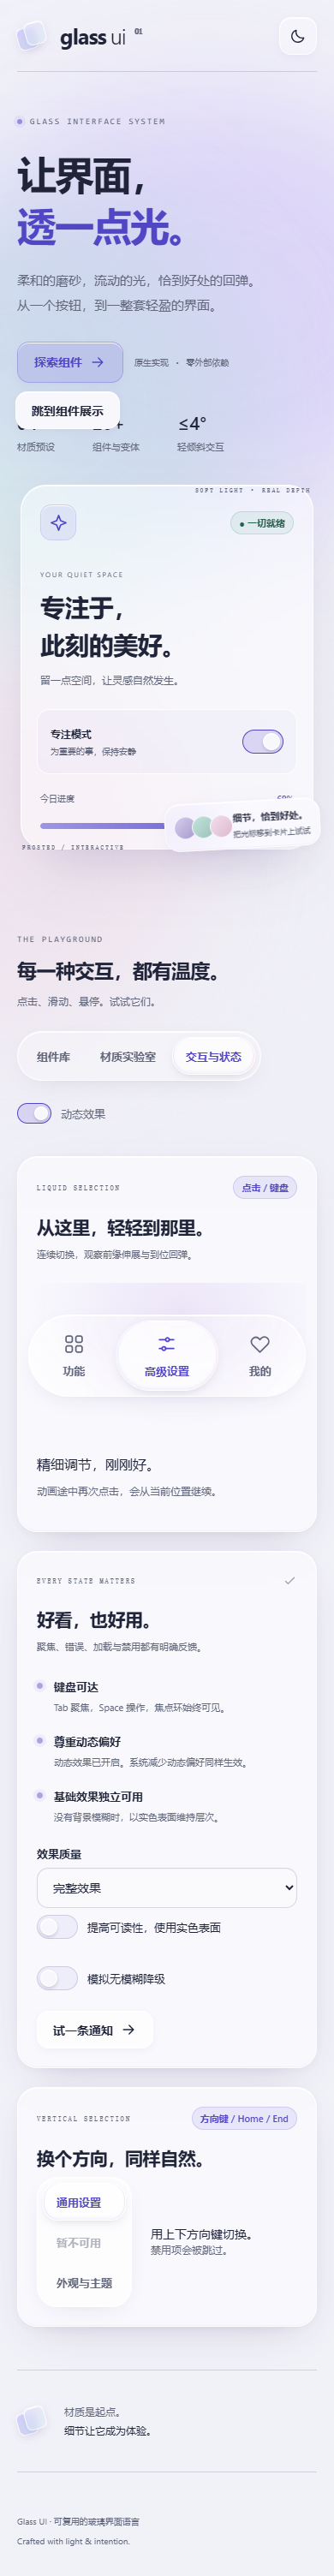 glass ui 01
GLASS INTERFACE SYSTEM
让界面，
透一点光。
柔和的磨砂，流动的光，恰到好处的回弹。
从一个按钮，到一整套轻盈的界面。
探索组件
原生实现 · 零外部依赖
跳到组件展示
≤4°
材质预设
组件与变体
轻倾斜交互
SOFT LIGHT · REAL DEPTH
一切就绪
YOUR QUIET SPACE
专注于，
此刻的美好。
留一点空间，让灵感自然发生。
专注模式
为重要的事，保持安静
今日进度
细节，恰到好处。
把光标移到卡片上试试
FROSTED / INTERACTIVE
THE PLAYGROUND
每一种交互，都有温度。
点击、滑动、悬停。试试它们。
组件库
材质实验室
交互与状态
动态效果
LIQUID SELECTION
点击 / 键盘
从这里，轻轻到那里。
连续切换，观察前缘伸展与到位回弹。
功能
高级设置
我的
精细调节，刚刚好。
动画途中再次点击，会从当前位置继续。
EVERY STATE MATTERS
好看，也好用。
聚焦、错误、加载与禁用都有明确反馈。
键盘可达
Tab 聚焦，Space 操作，焦点环始终可见。
尊重动态偏好
动态效果已开启。系统减少动态偏好同样生效。
基础效果独立可用
没有背景模糊时，以实色表面维持层次。
效果质量
完整效果
提高可读性，使用实色表面
模拟无模糊降级
试一条通知
VERTICAL SELECTION
方向键 / Home / End
换个方向，同样自然。
通用设置
暂不可用
外观与主题
用上下方向键切换。
禁用项会被跳过。
材质是起点。
细节让它成为体验。
Glass UI · 可复用的玻璃界面语言
Crafted with light & intention.